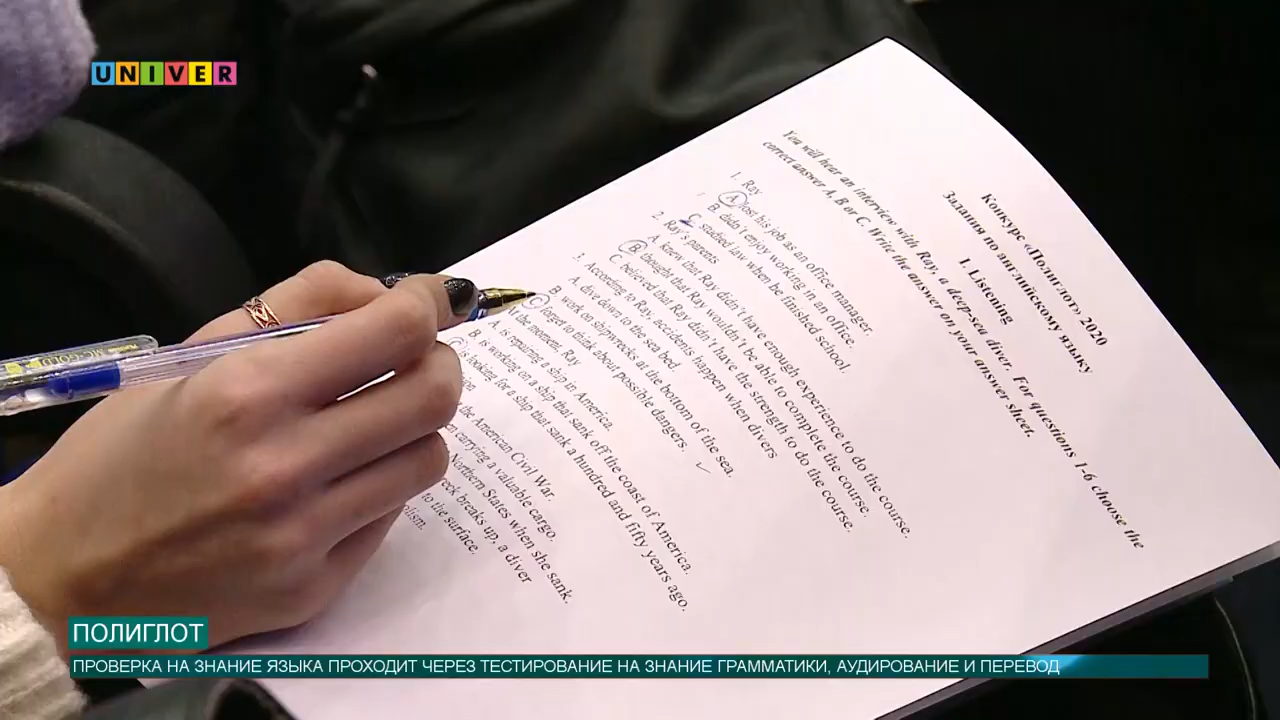 UNIVER
Конкурс «Полиглот» 2020
Задания по английскому языку
I. Listening
You will hear an interview with Ray, a deep-sea diver. For questions 1-6 choose the
correct answer A, B or C. Write the answer on your answer sheet.
1. Ray
A lost his job as an office manager.
B. didn't enjoy working in an office.
C. studied law when he finished school.
2. Ray's parents
A. knew that Ray didn't have enough experience to do the course.
B. thought that Ray wouldn't be able to complete the course.
C. believed that Ray didn't have the strength to do the course.
3. According to Ray, accidents happen when divers
A. dive down to the sea bed.
B. work on shipwrecks at the bottom of the sea.
C. forget to think about possible dangers.
At the moment, Ray
A. is repairing a ship in America.
B. is working on a ship that sank off the coast of America.
is looking for a ship that sank a hundred and fifty years ago.
the American Civil War.
carrying a valuable cargo.
Northern States when she sank.
breaks up, a diver
to the surface.
MC GOLD
ПОЛИГЛОТ
ПРОВЕРКА НА ЗНАНИЕ ЯЗЫКА ПРОХОДИТ ЧЕРЕЗ ТЕСТИРОВАНИЕ НА ЗНАНИЕ ГРАММАТИКИ, АУДИРОВАНИЕ И ПЕРЕВОД